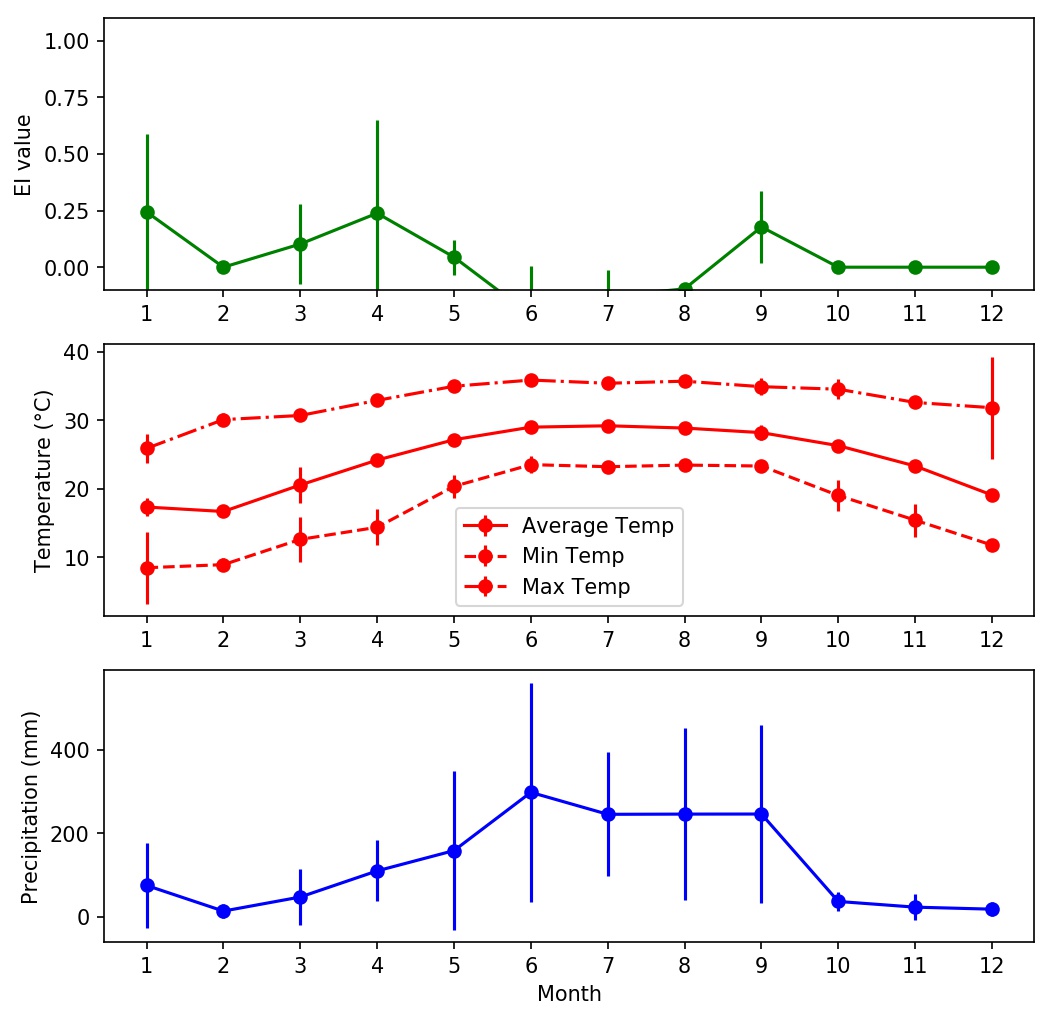 1.00
0.75
0.50
0.25
0.00
EI value
1 2 3 4 5 6 7 8 9 10 11 12
40
30
20
10
Temperature (°C)
Average Temp
Min Temp
Max Temp
1 2 3 4 5 6 7 8 9 10 11 12
400
200
0
Precipitation (mm)
1 2 3 4 5 6 7 8 9 10 11 12
Month